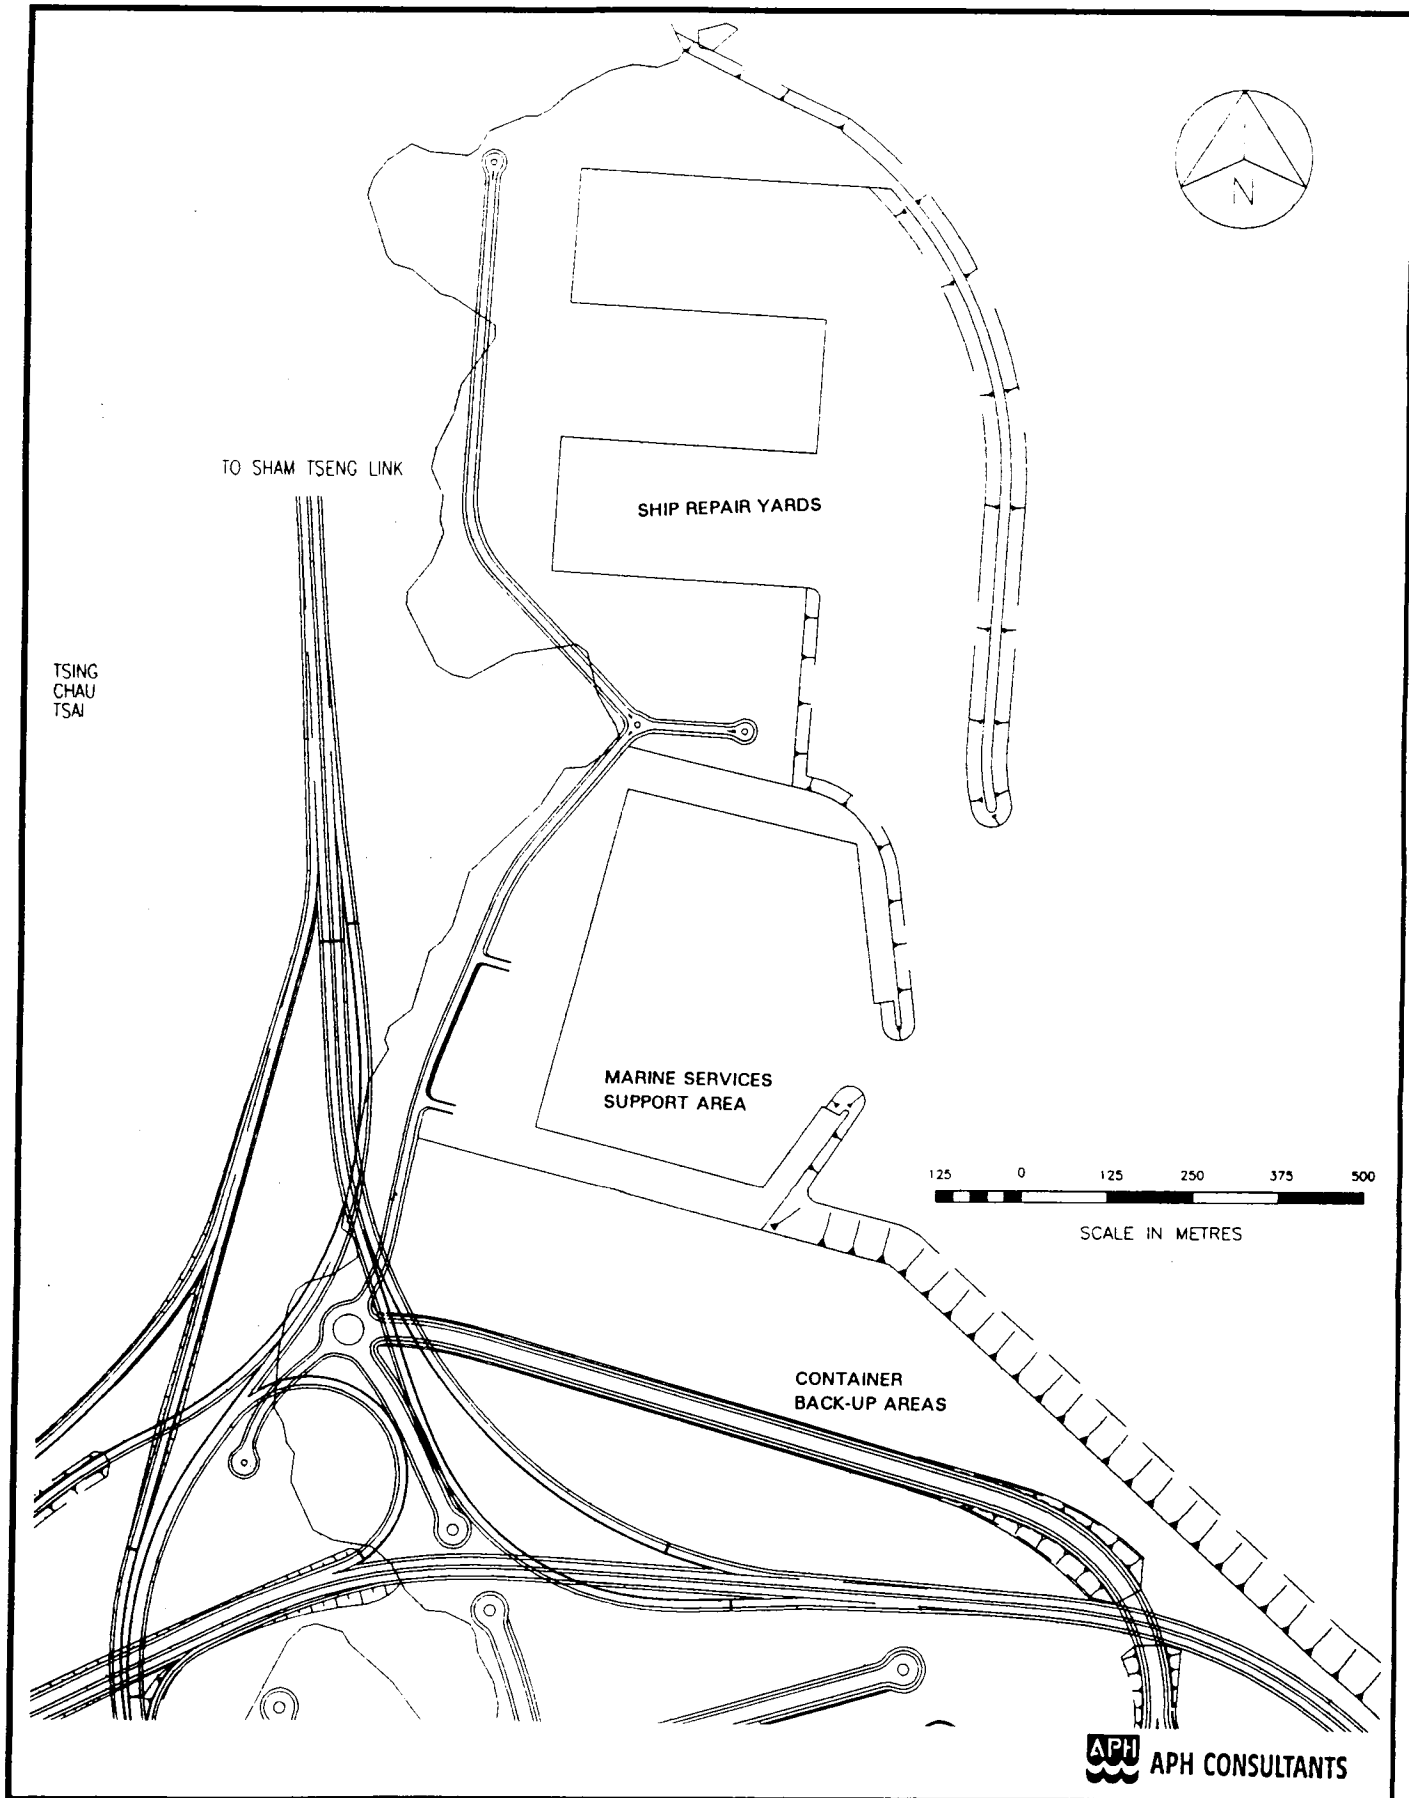 N
TO SHAM TSENG LINK
SHIP REPAIR YARDS
TSING
CHAU
TSAI
MARINE SERVICES
SUPPORT AREA
125 0 125 250 375 500
SCALE IN METRES
CONTAINER
BACK-UP AREAS
APH APH CONSULTANTS